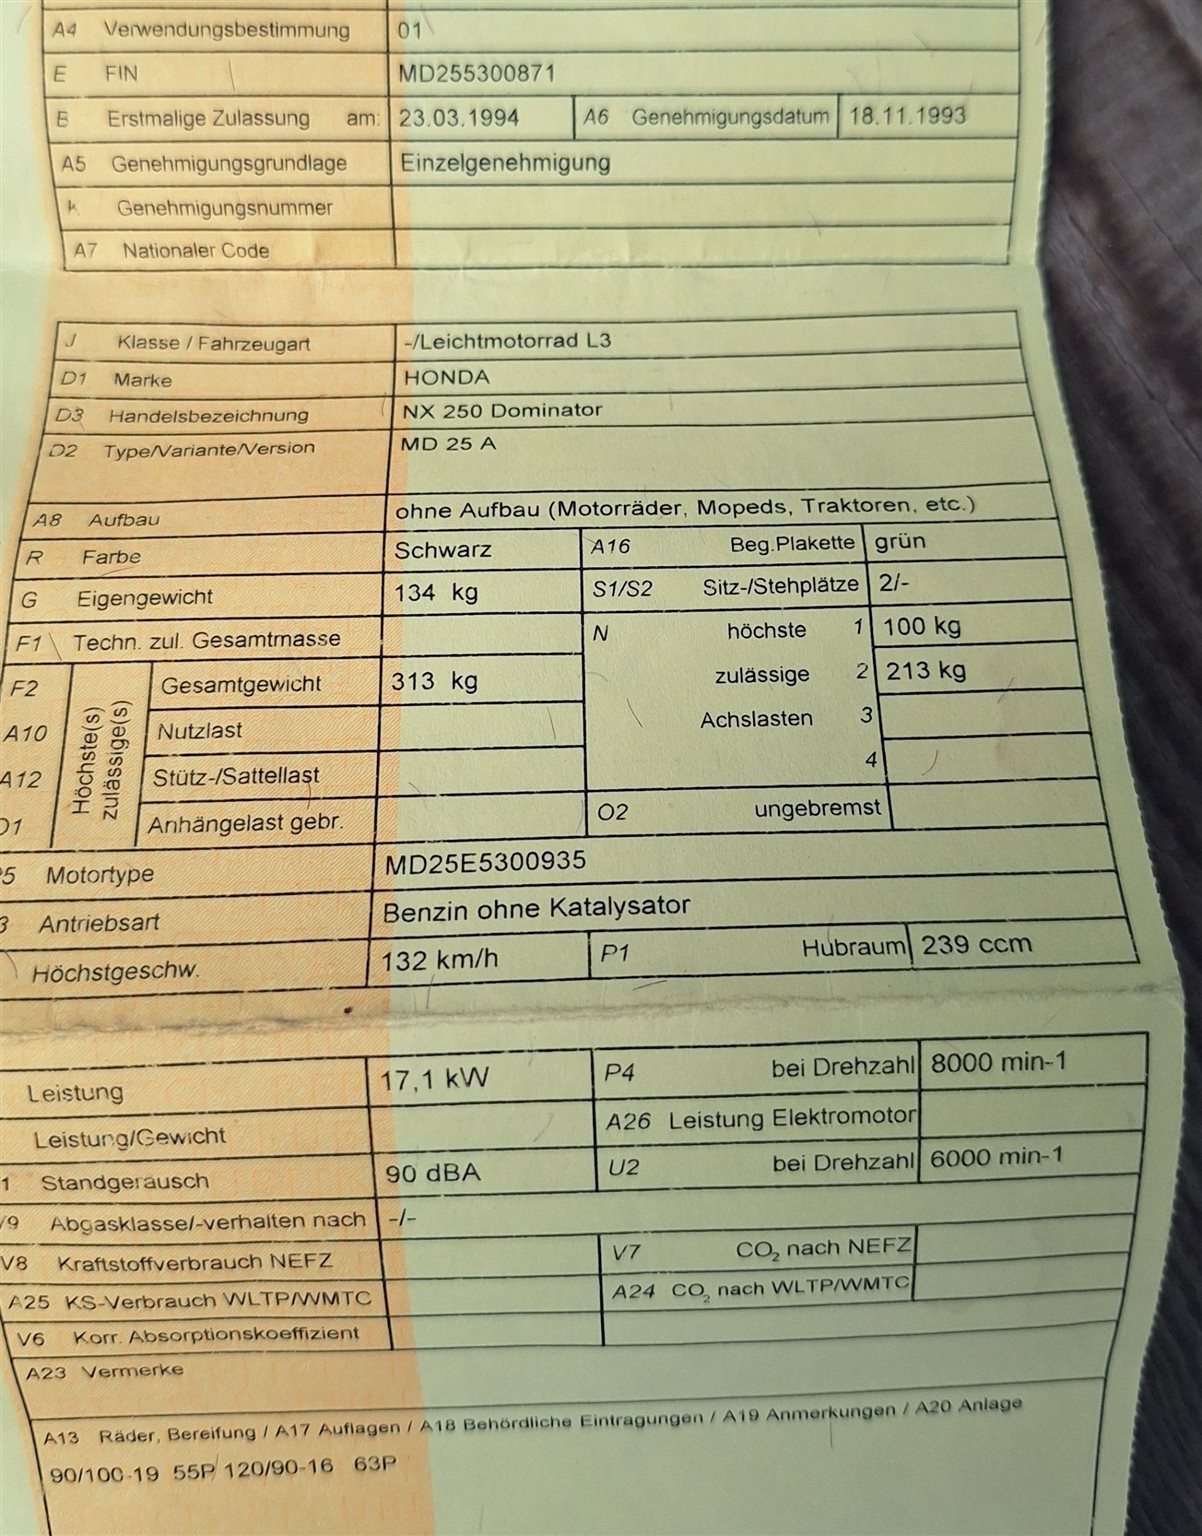 A4 Verwendungsbestimmung 01
E FIN MD255300871
B Erstmalige Zulassung am: 23.03.1994 A6 Genehmigungsdatum 18.11.1993
A5 Genehmigungsgrundlage Einzelgenehmigung
K Genehmigungsnummer
A7 Nationaler Code
J Klasse / Fahrzeugart -/Leichtmotorrad L3
D1 Marke HONDA
D3 Handelsbezeichnung NX 250 Dominator
D2 Type/Variante/Version MD 25 A
A8 Aufbau ohne Aufbau (Motorräder, Mopeds, Traktoren, etc.)
R Farbe Schwarz A16 Beg.Plakette grün
G Eigengewicht 134 kg S1/S2 Sitz-/Stehplätze 2/-
F1 Techn. zul. Gesamtmasse N höchste 1 100 kg
F2 Höchste(s) zulässige(s) Gesamtgewicht 313 kg zulässige 2 213 kg
A10 Nutzlast Achslasten 3
A12 Stütz-/Sattellast 4
O1 Anhängelast gebr. O2 ungebremst
P5 Motortype MD25E5300935
3 Antriebsart Benzin ohne Katalysator
Höchstgeschw. 132 km/h P1 Hubraum 239 ccm
Leistung 17,1 kW P4 bei Drehzahl 8000 min-1
Leistung/Gewicht A26 Leistung Elektromotor
1 Standgeräusch 90 dBA U2 bei Drehzahl 6000 min-1
V9 Abgasklasse/-verhalten nach -/-
V8 Kraftstoffverbrauch NEFZ V7 CO2 nach NEFZ
A25 KS-Verbrauch WLTP/WMTC A24 CO2 nach WLTP/WMTC
V6 Korr. Absorptionskoeffizient
A23 Vermerke
A13 Räder, Bereifung / A17 Auflagen / A18 Behördliche Eintragungen / A19 Anmerkungen / A20 Anlage
90/100-19 55P 120/90-16 63P